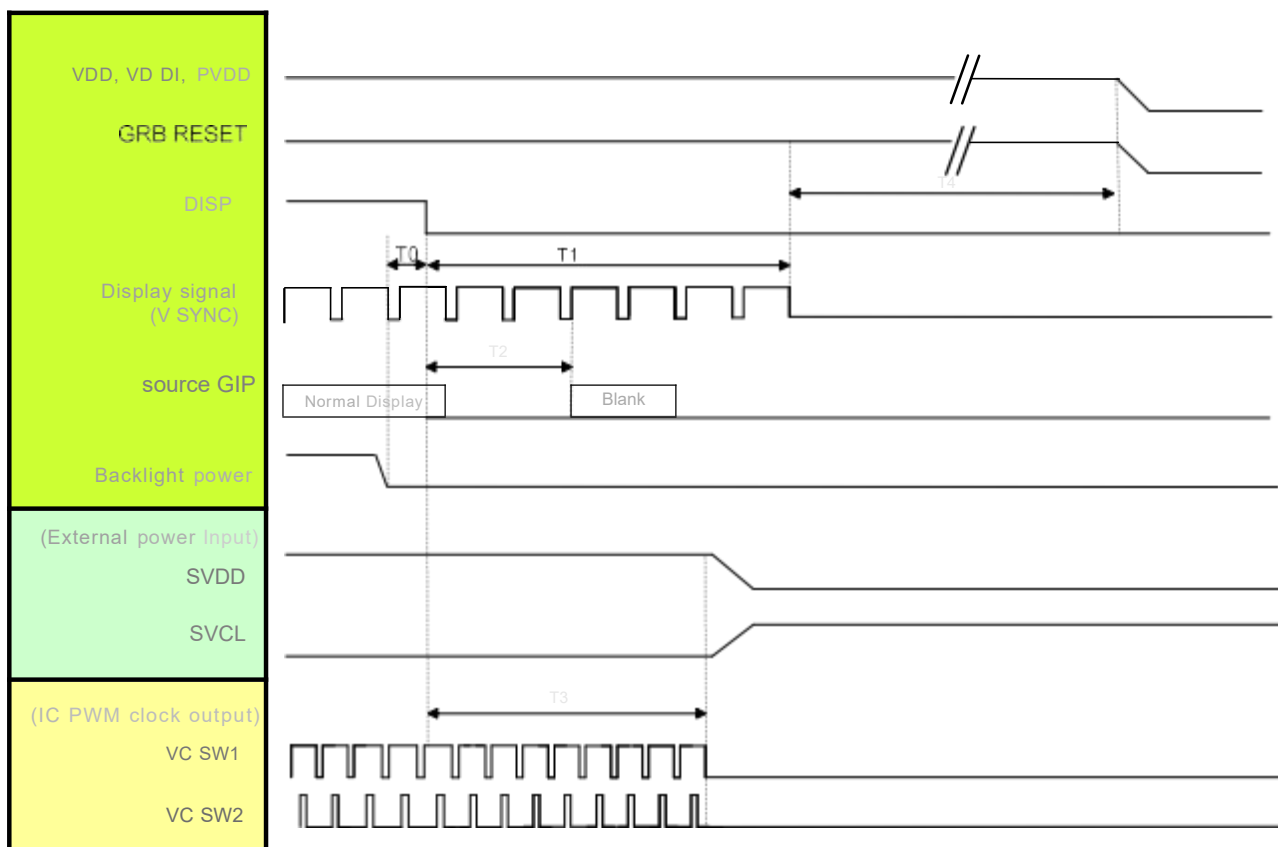 VDD, VD DI, PVDD
GRB RESET
T4
DISP
T0
T1
Display signal
(V SYNC)
T2
source GIP
Normal Display
Blank
Backlight power
(External power Input)
SVDD
SVCL
T3
(IC PWM clock output)
VC SW1
VC SW2